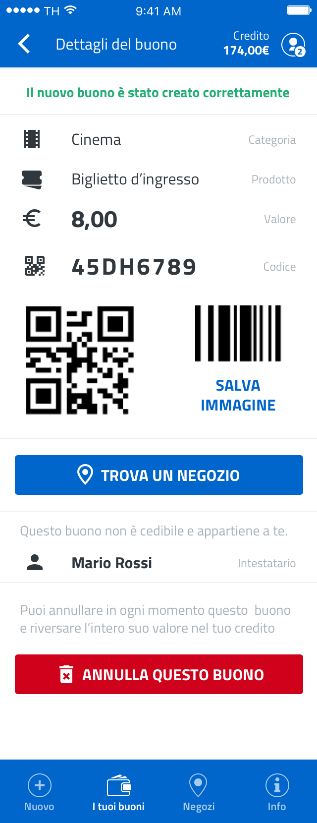 TH 9:41 AM
Dettagli del buono
Credito
174,00€
2
Il nuovo buono è stato creato correttamente
Cinema Categoria
Biglietto d'ingresso Prodotto
€ 8,00 Valore
45DH6789 Codice
SALVA
IMMAGINE
TROVA UN NEGOZIO
Questo buono non è cedibile e appartiene a te.
Mario Rossi Intestatario
Puoi annullare in ogni momento questo buono
e riversare l'intero suo valore nel tuo credito
ANNULLA QUESTO BUONO
Nuovo I tuoi buoni Negozi Info